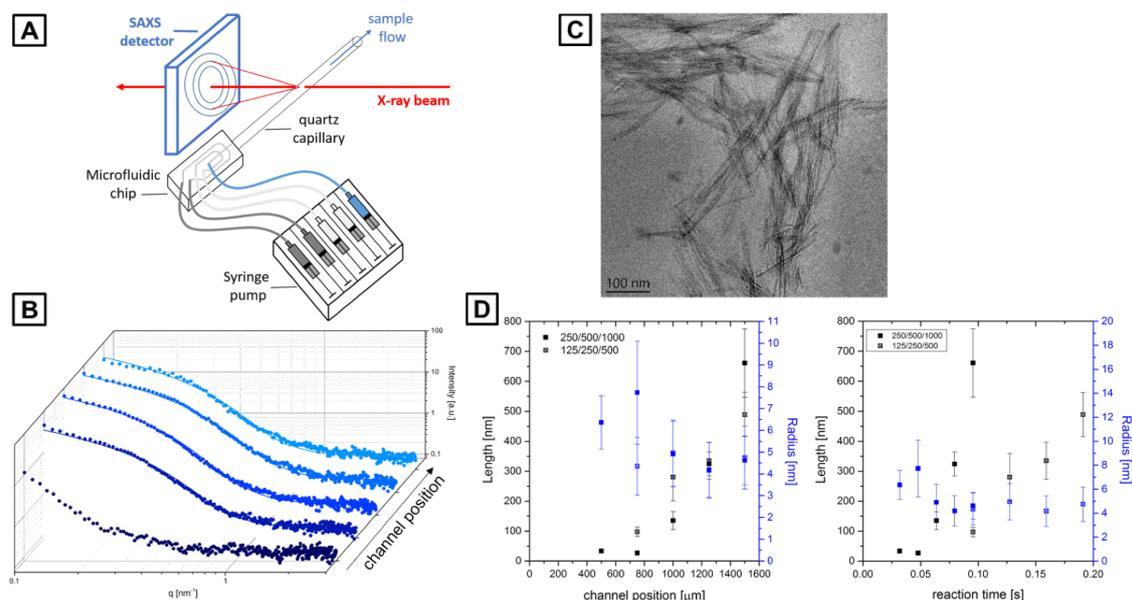 A
SAXS
detector
sample
flow
X-ray beam
quartz
capillary
Microfluidic
chip
Syringe
pump
C
100 nm
B
100
10
1
0.1
Intensity [a.u.]
channel position
0.1
1
q [nm⁻¹]
D
800
700
600
500
400
300
200
100
0
Length [nm]
250/500/1000
125/250/500
11
10
9
8
7
6
5
4
3
2
1
0
Radius [nm]
0 200 400 600 800 1000 1200 1400 1600
channel position [µm]
800
700
600
500
400
300
200
100
0
Length [nm]
250/500/1000
125/250/500
20
18
16
14
12
10
8
6
4
2
0
Radius [nm]
0.00 0.05 0.10 0.15 0.20
reaction time [s]